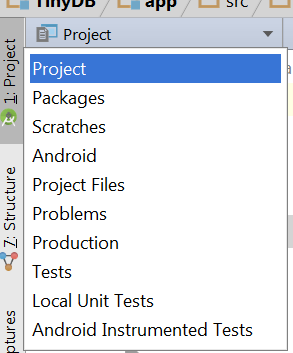 TinyDB app src
1: Project
Project
Project
Packages
Scratches
Android
Project Files
Problems
Production
Tests
Local Unit Tests
Android Instrumented Tests
Z: Structure
ptures